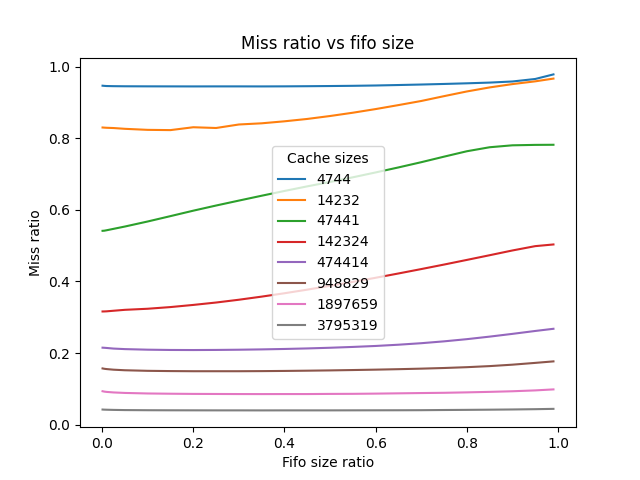 Miss ratio vs fifo size
1.0
0.8
0.6
0.4
0.2
0.0
Miss ratio
Cache sizes
4744
14232
47441
142324
474414
948829
1897659
3795319
0.0 0.2 0.4 0.6 0.8 1.0
Fifo size ratio